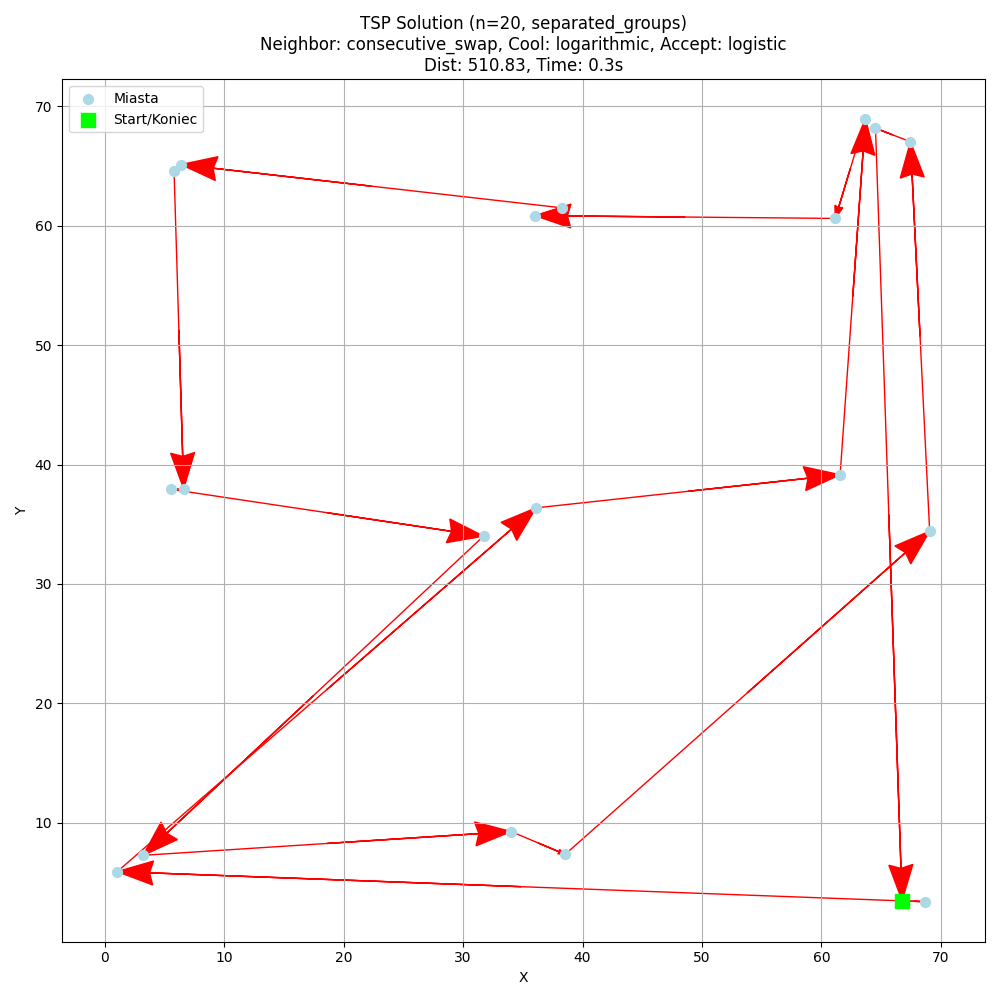 TSP Solution (n=20, separated_groups)
Neighbor: consecutive_swap, Cool: logarithmic, Accept: logistic
Dist: 510.83, Time: 0.3s
Miasta
Start/Koniec
70
60
50
40
30
20
10
Y
0 10 20 30 40 50 60 70
X